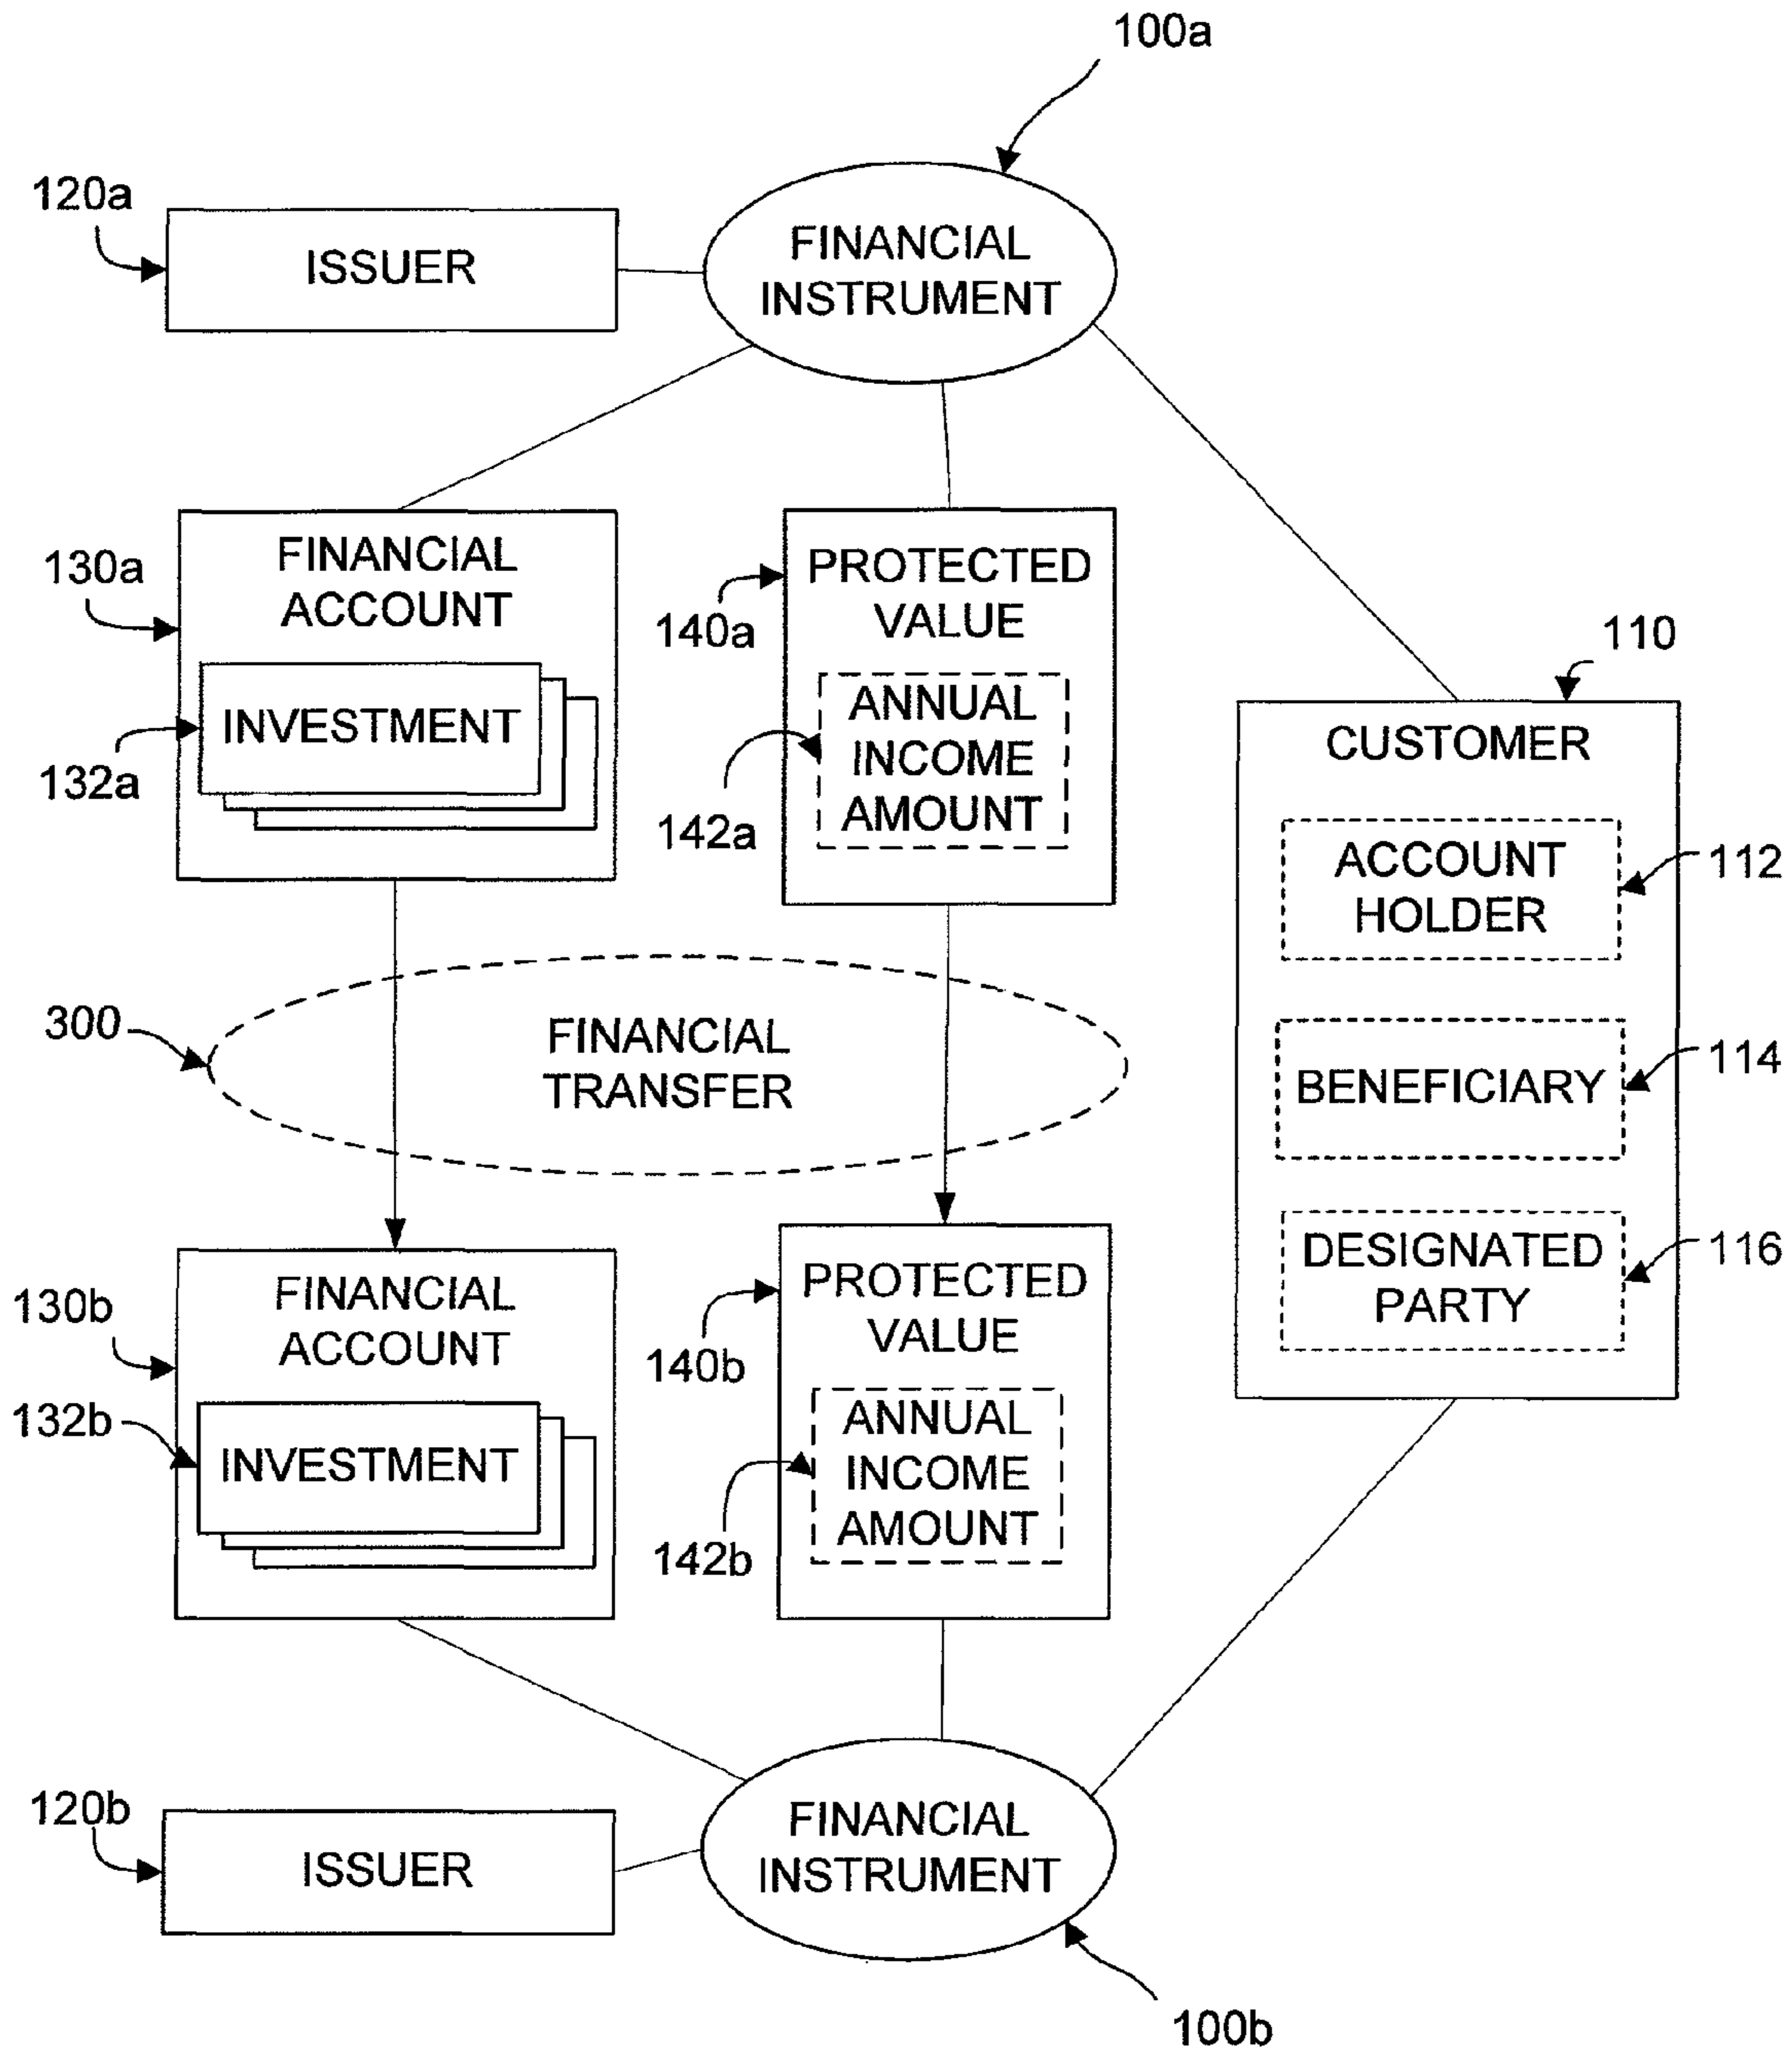 100a
120a
ISSUER
FINANCIAL
INSTRUMENT
130a
FINANCIAL
ACCOUNT
INVESTMENT
132a
140a
PROTECTED
VALUE
ANNUAL
INCOME
AMOUNT
142a
110
CUSTOMER
ACCOUNT
HOLDER
112
BENEFICIARY
114
DESIGNATED
PARTY
116
300
FINANCIAL
TRANSFER
130b
FINANCIAL
ACCOUNT
132b
INVESTMENT
140b
PROTECTED
VALUE
ANNUAL
INCOME
AMOUNT
142b
120b
ISSUER
FINANCIAL
INSTRUMENT
100b